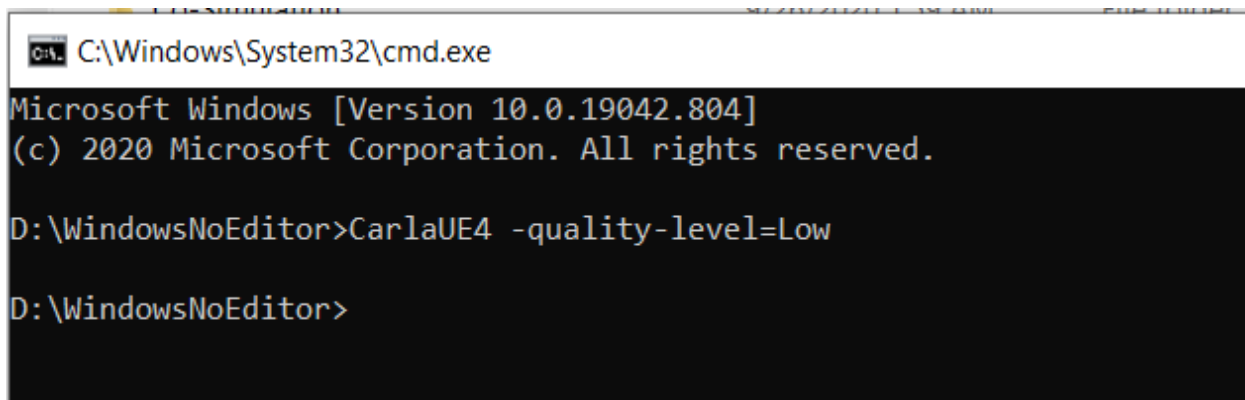 C:\Windows\System32\cmd.exe
Microsoft Windows [Version 10.0.19042.804]
(c) 2020 Microsoft Corporation. All rights reserved.
D:\WindowsNoEditor>CarlaUE4 -quality-level=Low
D:\WindowsNoEditor>